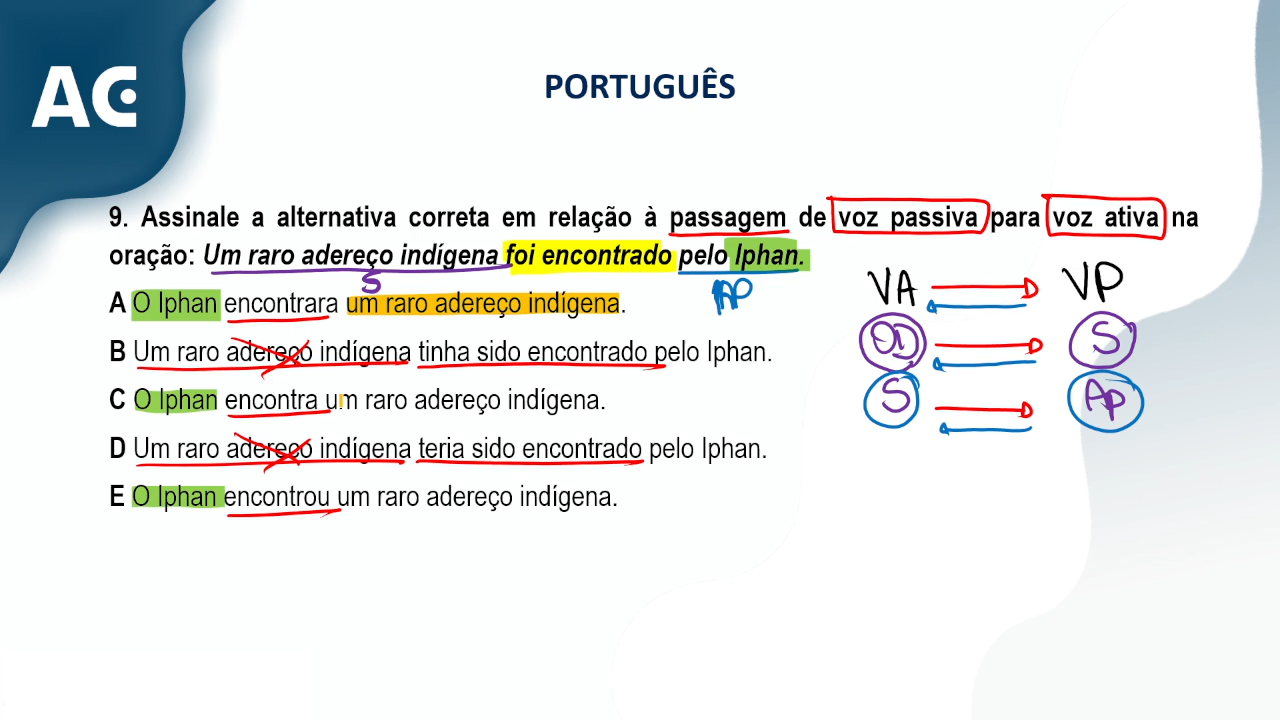 AC
PORTUGUÊS
9. Assinale a alternativa correta em relação à passagem de voz passiva para voz ativa na
oração: Um raro adereço indígena foi encontrado pelo Iphan.
S
AP
VA VP
OD S
S AP
A O Iphan encontrara um raro adereço indígena.
B Um raro adereço indígena tinha sido encontrado pelo Iphan.
C O Iphan encontra um raro adereço indígena.
D Um raro adereço indígena teria sido encontrado pelo Iphan.
E O Iphan encontrou um raro adereço indígena.